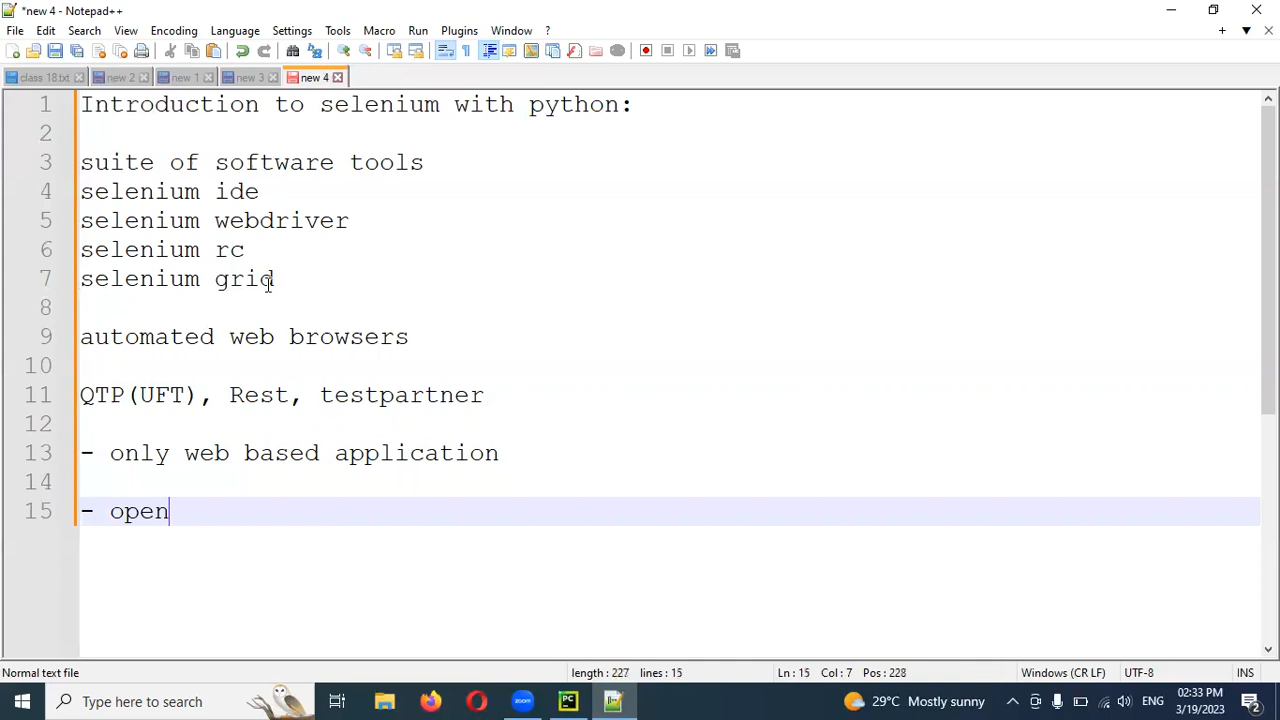 *new 4 - Notepad++
File Edit Search View Encoding Language Settings Tools Macro Run Plugins Window ?
class 18.txt new 2 new 1 new 3 new 4
1 Introduction to selenium with python:
2
3 suite of software tools
4 selenium ide
5 selenium webdriver
6 selenium rc
7 selenium grid
8
9 automated web browsers
10
11 QTP(UFT), Rest, testpartner
12
13 - only web based application
14
15 - open
Normal text file length : 227 lines : 15 Ln : 15 Col : 7 Pos : 228 Windows (CR LF) UTF-8 INS
Type here to search zoom PC 29°C Mostly sunny ENG 02:33 PM
3/19/2023 2